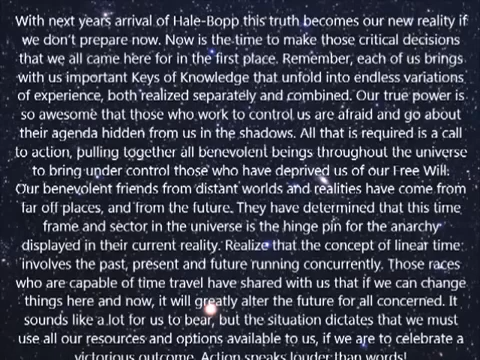 With next years arrival of Hale-Bopp this truth becomes our new reality if
we don't prepare now. Now is the time to make those critical decisions
that we all came here for in the first place. Remember, each of us brings
with us important Keys of Knowledge that unfold into endless variations
of experience, both realized separately and combined. Our true power is
so awesome that those who work to control us are afraid and go about
their agenda hidden from us in the shadows. All that is required is a call
to action, pulling together all benevolent beings throughout the universe
to bring under control those who have deprived us of our Free Will.
Our benevolent friends from distant worlds and realities have come from
far off places, and from the future. They have determined that this time
frame and sector in the universe is the hinge pin for the anarchy
displayed in their current reality. Realize that the concept of linear time
involves the past, present and future running concurrently. Those races
who are capable of time travel have shared with us that if we can change
things here and now, it will greatly alter the future for all concerned. It
sounds like a lot for us to bear, but the situation dictates that we must
use all our resources and options available to us, if we are to celebrate a
victorious outcome. Action speaks louder than words!